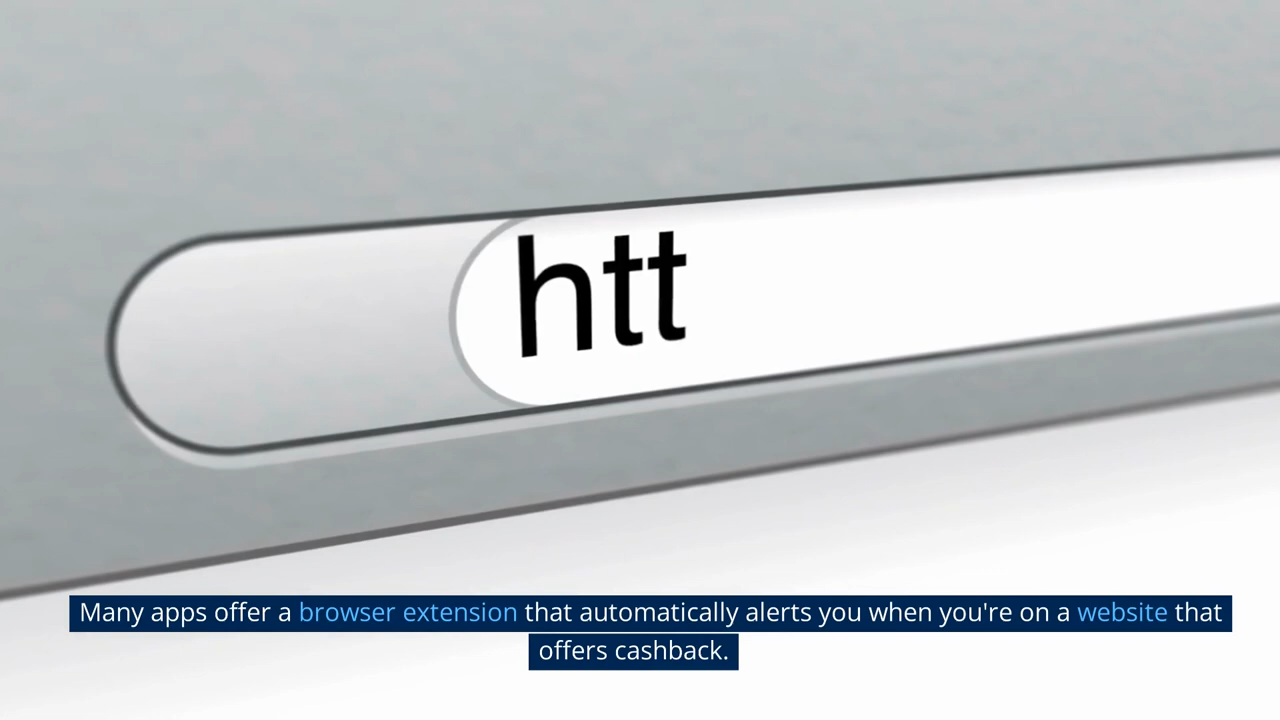 htt
Many apps offer a browser extension that automatically alerts you when you're on a website that
offers cashback.